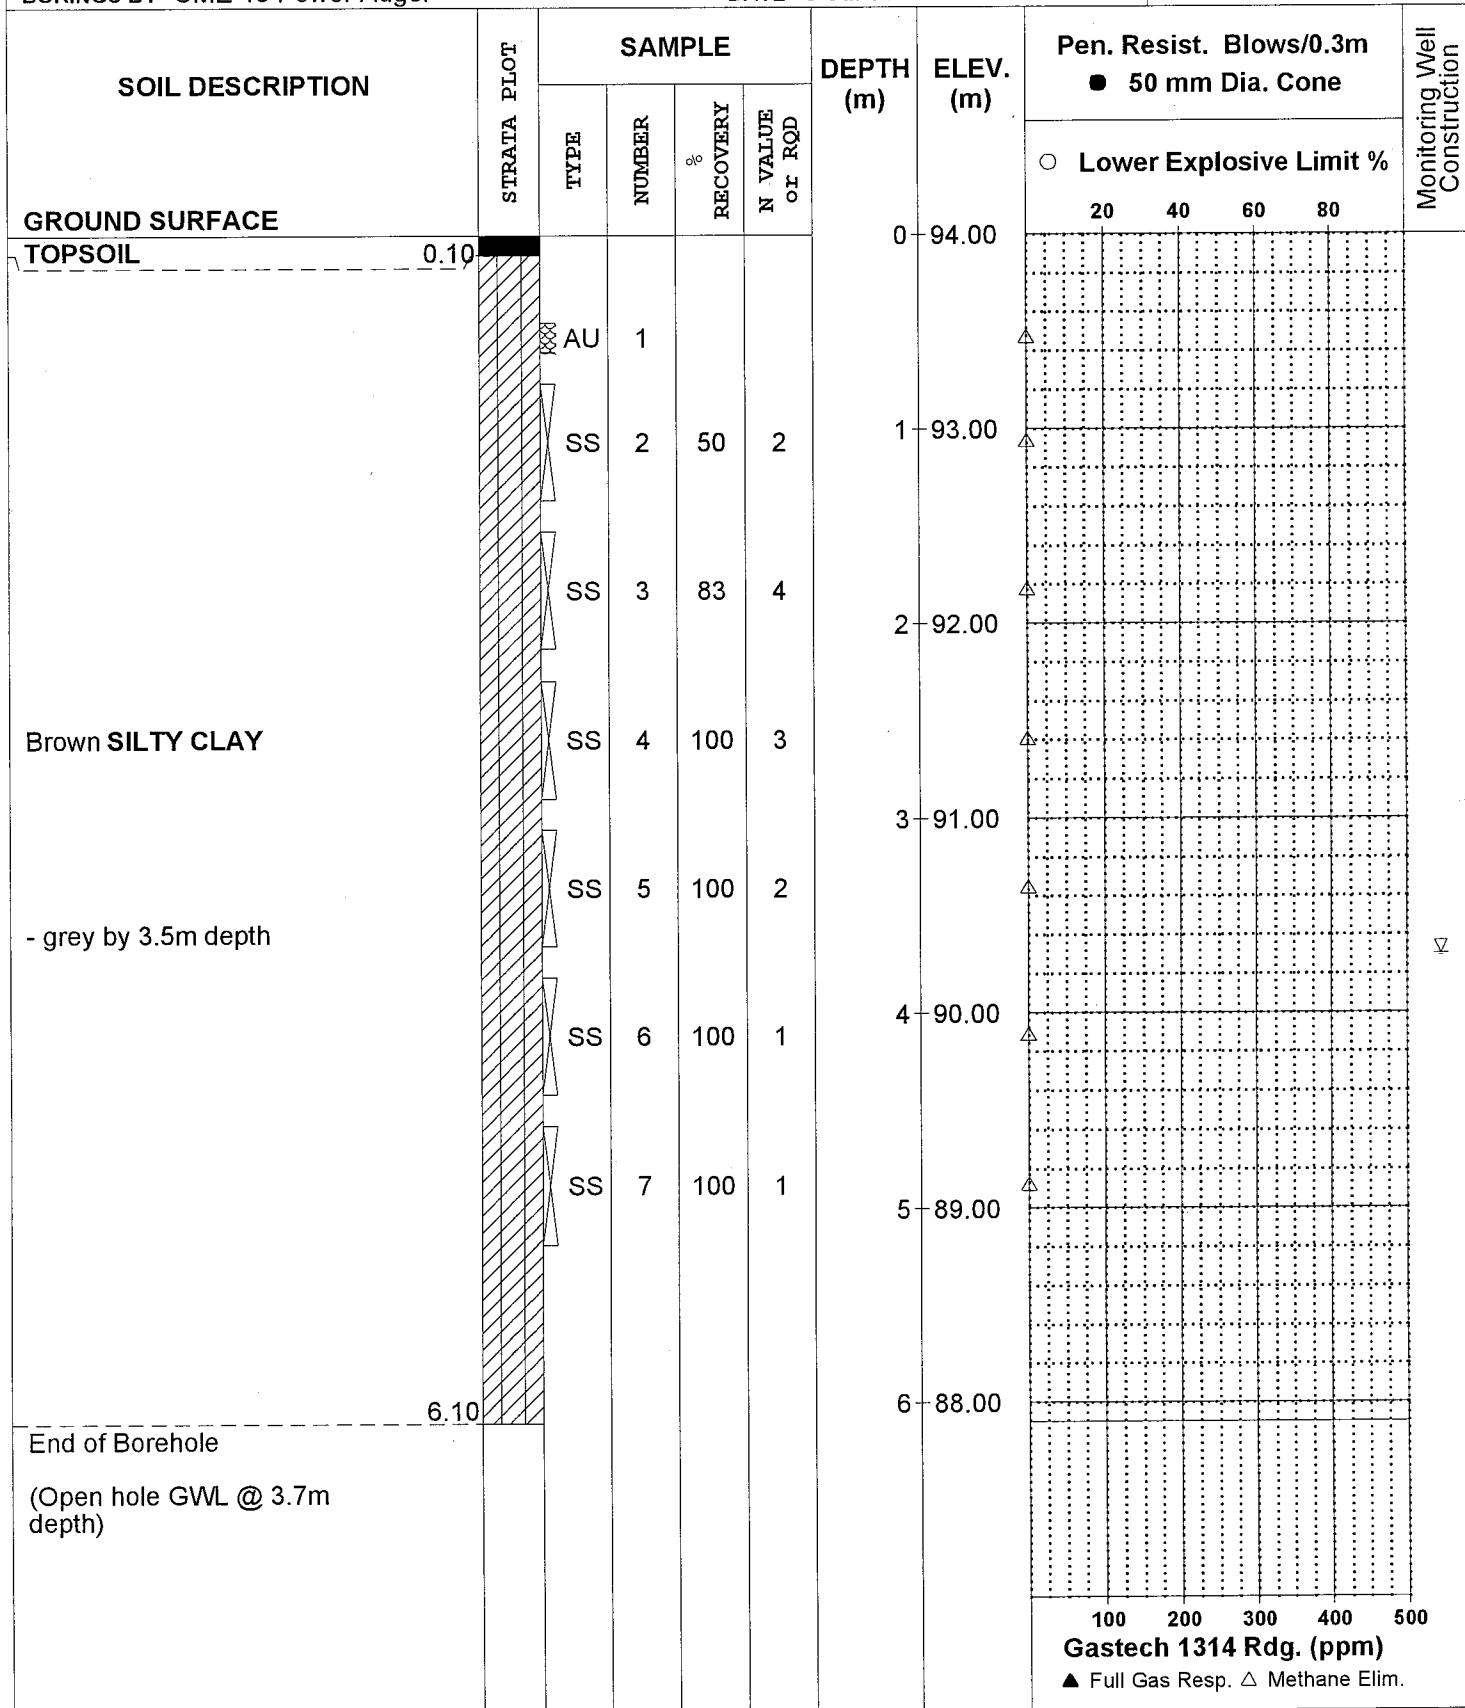 SOIL DESCRIPTION
GROUND SURFACE
STRATA PLOT
SAMPLE
TYPE
NUMBER
% RECOVERY
N VALUE
or RQD
DEPTH
(m)
ELEV.
(m)
Pen. Resist. Blows/0.3m
● 50 mm Dia. Cone
○ Lower Explosive Limit %
20 40 60 80
Monitoring Well
Construction
TOPSOIL 0.10
0 94.00
AU 1
SS 2 50 2
1 93.00
SS 3 83 4
2 92.00
Brown SILTY CLAY
SS 4 100 3
3 91.00
SS 5 100 2
- grey by 3.5m depth
4 90.00
SS 6 100 1
SS 7 100 1
5 89.00
6 88.00
6.10
End of Borehole
(Open hole GWL @ 3.7m
depth)
100 200 300 400 500
Gastech 1314 Rdg. (ppm)
▲ Full Gas Resp. △ Methane Elim.